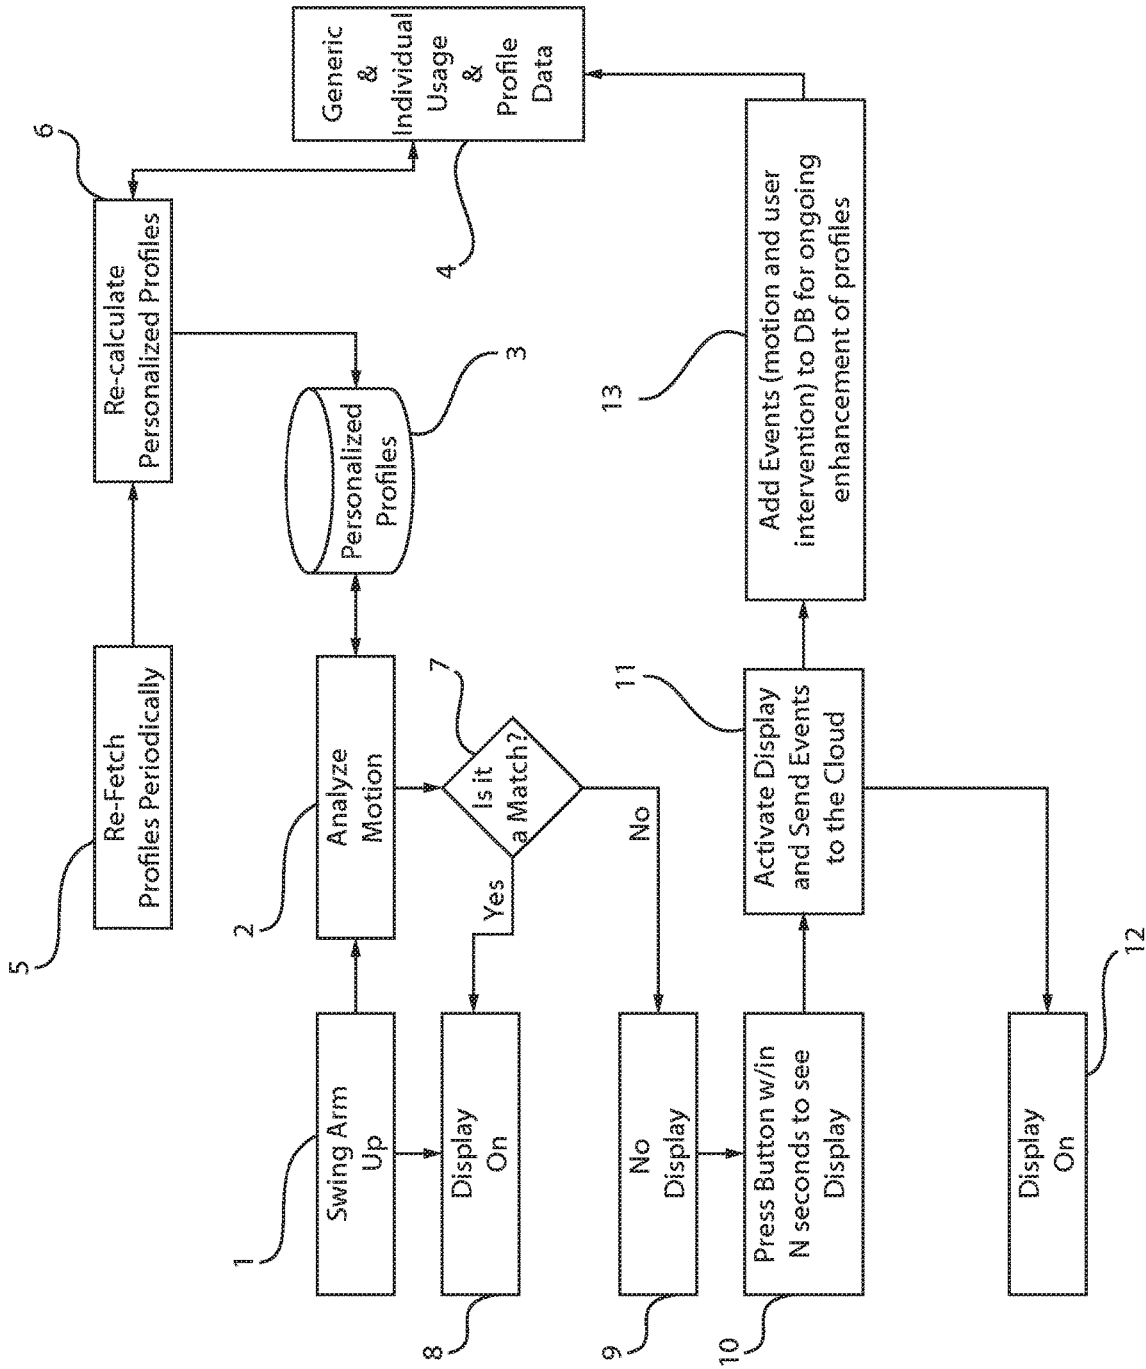 5
Re-Fetch
Profiles Periodically
6
Re-calculate
Personalized Profiles
1
Swing Arm
Up
2
Analyze
Motion
Personalized
Profiles
3
Generic
&
Individual
Usage
&
Profile
Data
4
8
Display
On
Yes
Is it
a Match?
7
No
9
No
Display
10
Press Button w/in
N seconds to see
Display
11
Activate Display
and Send Events
to the Cloud
13
Add Events (motion and user
intervention) to DB for ongoing
enhancement of profiles
Display
On
12